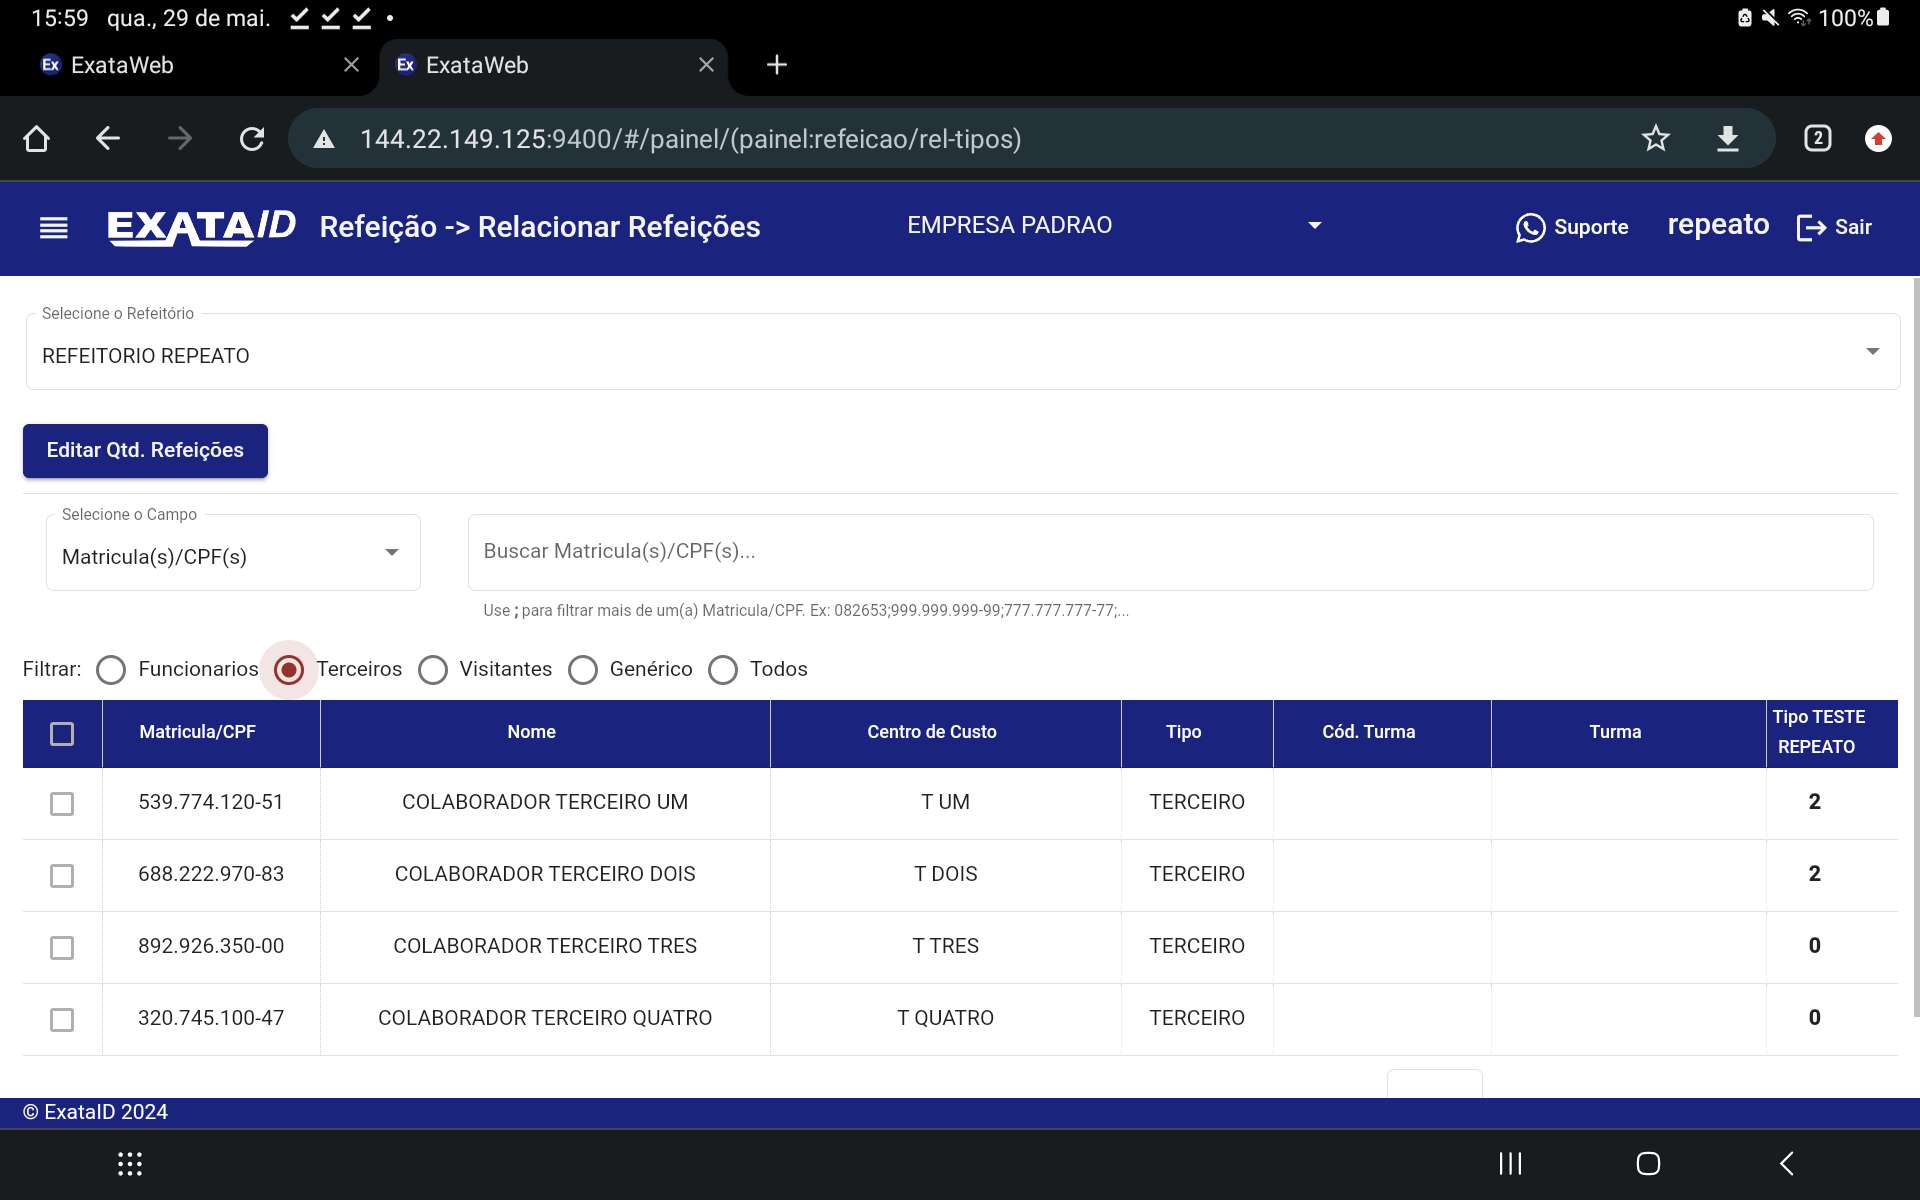 15:59 qua., 29 de mai.
100%
Ex ExataWeb
Ex ExataWeb
144.22.149.125:9400/#/painel/(painel:refeicao/rel-tipos)
2
EXATA ID Refeição -> Relacionar Refeições EMPRESA PADRAO Suporte repeato Sair
Selecione o Refeitório
REFEITORIO REPEATO
Editar Qtd. Refeições
Selecione o Campo
Matricula(s)/CPF(s)
Buscar Matricula(s)/CPF(s)...
Use ; para filtrar mais de um(a) Matricula/CPF. Ex: 082653;999.999.999-99;777.777.777-77;...
Filtrar: Funcionarios Terceiros Visitantes Genérico Todos
Matricula/CPF Nome Centro de Custo Tipo Cód. Turma Turma Tipo TESTE
REPEATO
539.774.120-51 COLABORADOR TERCEIRO UM T UM TERCEIRO 2
688.222.970-83 COLABORADOR TERCEIRO DOIS T DOIS TERCEIRO 2
892.926.350-00 COLABORADOR TERCEIRO TRES T TRES TERCEIRO 0
320.745.100-47 COLABORADOR TERCEIRO QUATRO T QUATRO TERCEIRO 0
© ExataID 2024